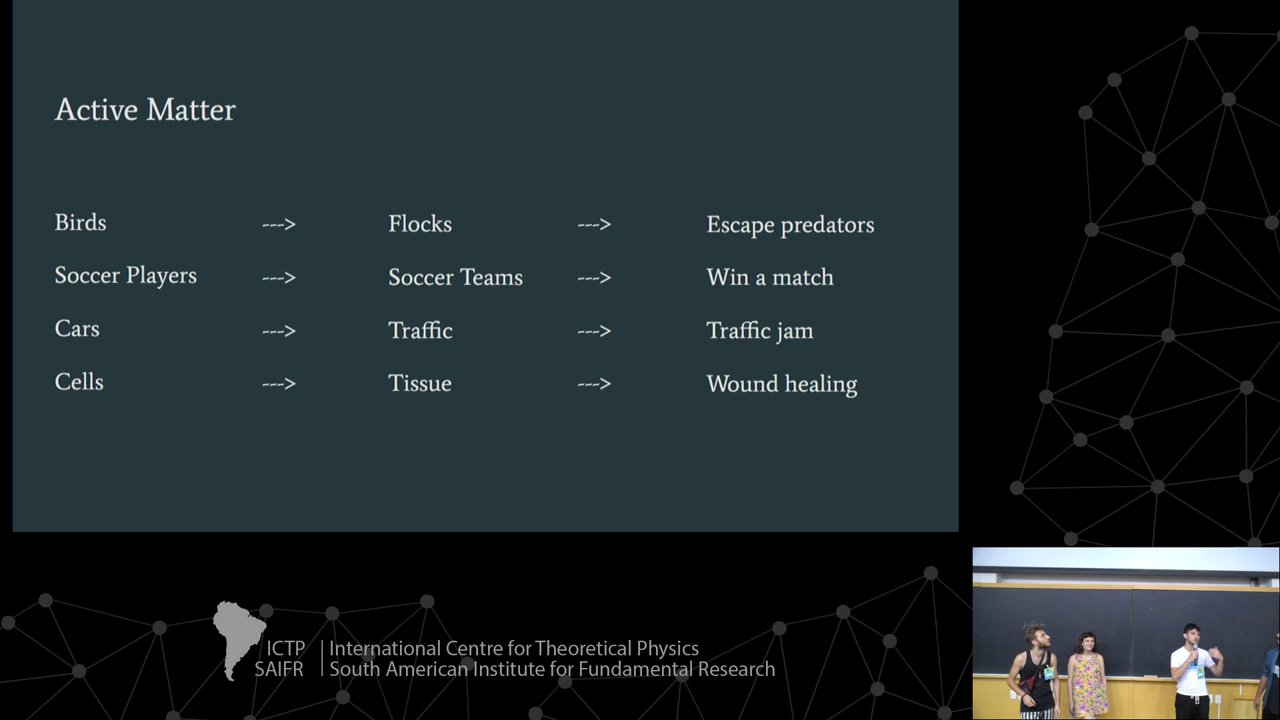 Active Matter
Birds ---> Flocks ---> Escape predators
Soccer Players ---> Soccer Teams ---> Win a match
Cars ---> Traffic ---> Traffic jam
Cells ---> Tissue ---> Wound healing
ICTP | International Centre for Theoretical Physics
SAIFR | South American Institute for Fundamental Research